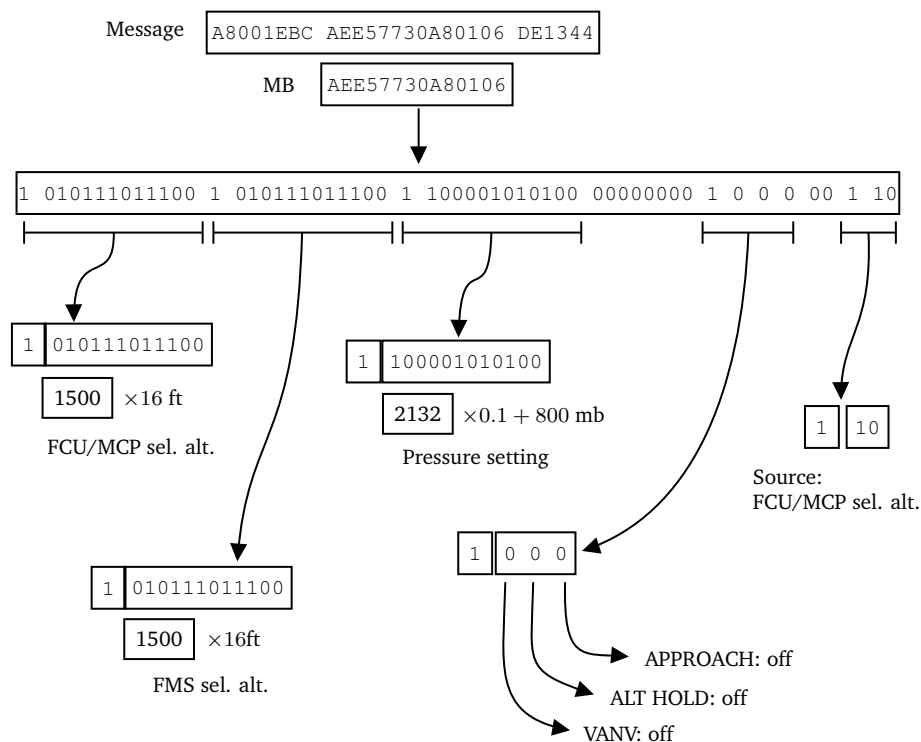 Message A8001EBC AEE57730A80106 DE1344
MB AEE57730A80106
1 010111011100 1 010111011100 1 100001010100 00000000 1 0 0 0 00 1 10
1 010111011100
1500 ×16 ft
FCU/MCP sel. alt.
1 100001010100
2132 ×0.1 + 800 mb
Pressure setting
1 10
Source:
FCU/MCP sel. alt.
1 010111011100
1500 ×16ft
FMS sel. alt.
1 0 0 0
APPROACH: off
ALT HOLD: off
VANV: off